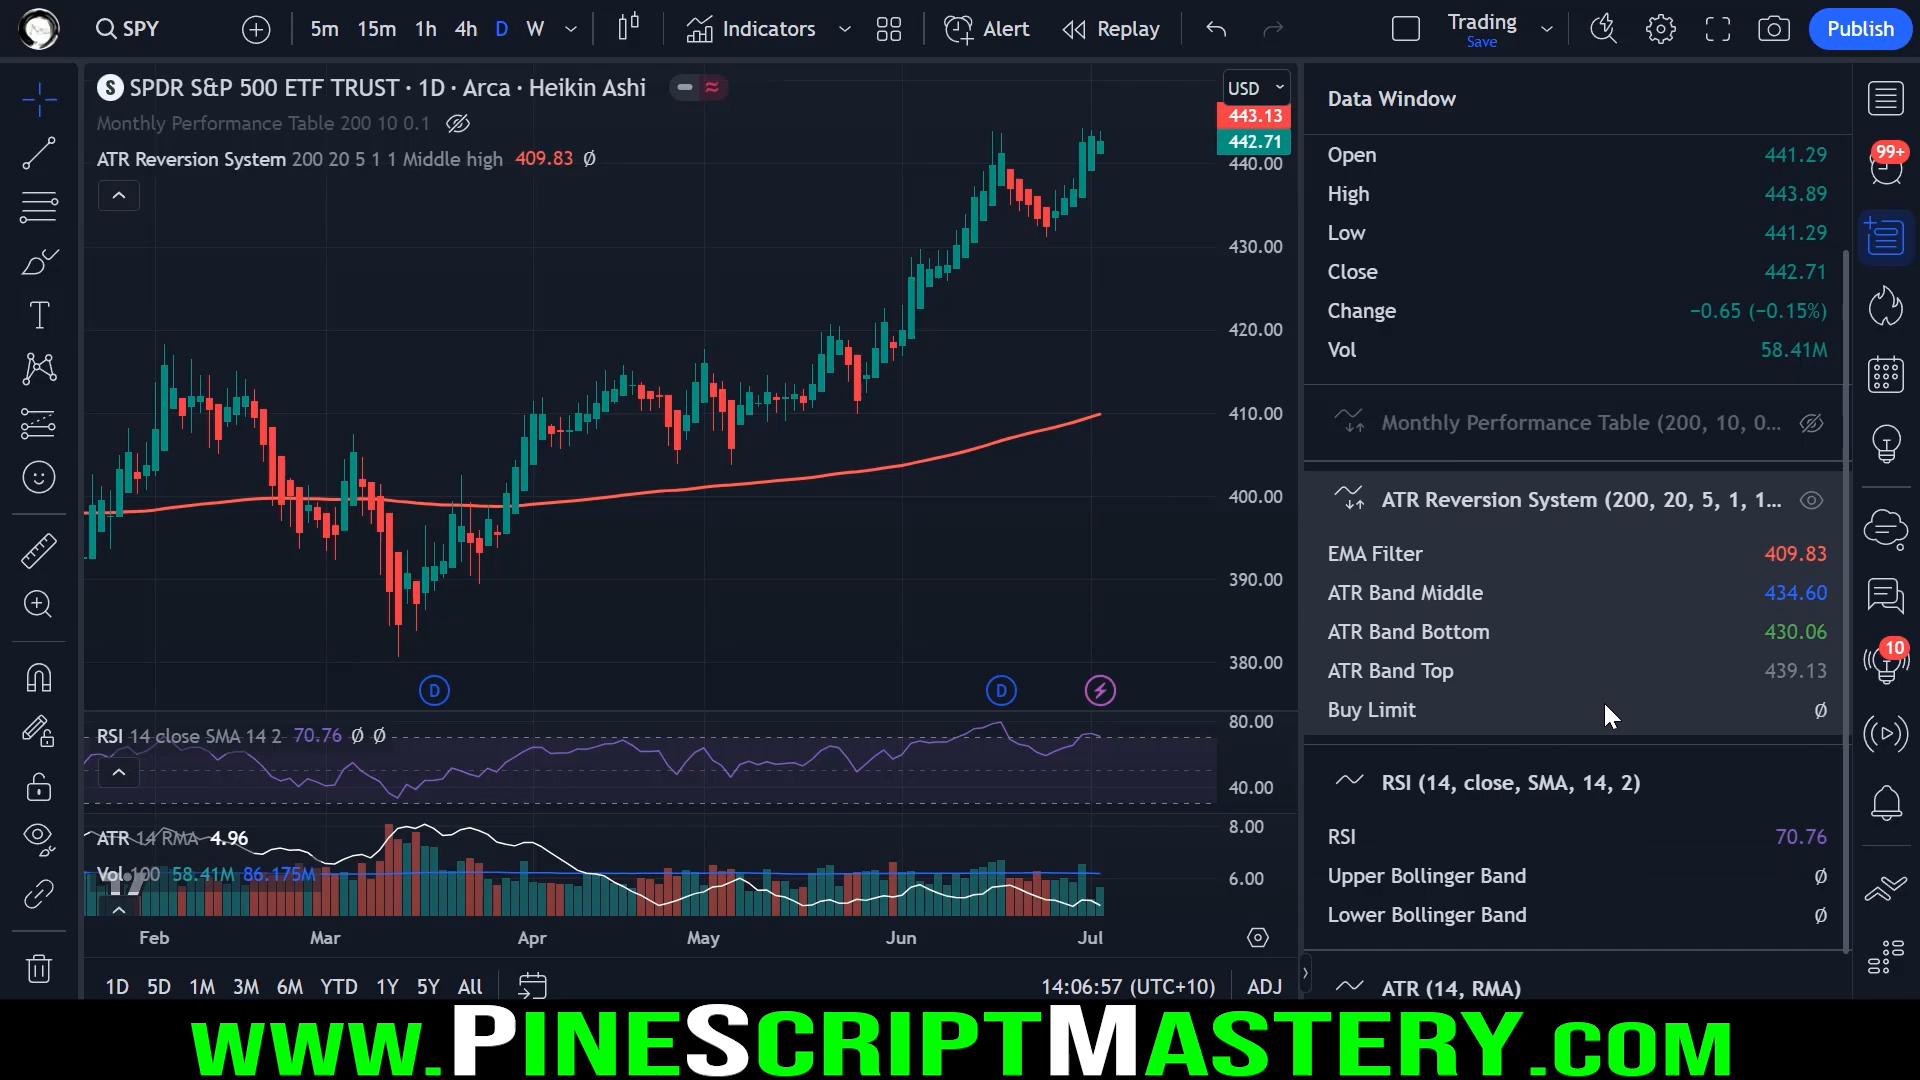 SPY
5m 15m 1h 4h D W
Indicators
Alert
Replay
Trading
Save
Publish
S SPDR S&P 500 ETF TRUST · 1D · Arca · Heikin Ashi
Monthly Performance Table 200 10 0.1
ATR Reversion System 200 20 5 1 1 Middle high 409.83 Ø
USD
443.13
442.71
440.00
430.00
420.00
410.00
400.00
390.00
380.00
D
D
RSI 14 close SMA 14 2 70.76 Ø Ø
80.00
40.00
ATR 14 RMA 4.96
Vol 100 58.41M 86.175M
8.00
6.00
Feb Mar Apr May Jun Jul
1D 5D 1M 3M 6M YTD 1Y 5Y All
14:06:57 (UTC+10)
ADJ
Data Window
Open 441.29
High 443.89
Low 441.29
Close 442.71
Change −0.65 (−0.15%)
Vol 58.41M
Monthly Performance Table (200, 10, 0...
ATR Reversion System (200, 20, 5, 1, 1...
EMA Filter 409.83
ATR Band Middle 434.60
ATR Band Bottom 430.06
ATR Band Top 439.13
Buy Limit Ø
RSI (14, close, SMA, 14, 2)
RSI 70.76
Upper Bollinger Band Ø
Lower Bollinger Band Ø
ATR (14, RMA)
99+
10
www.PineScriptMastery.com